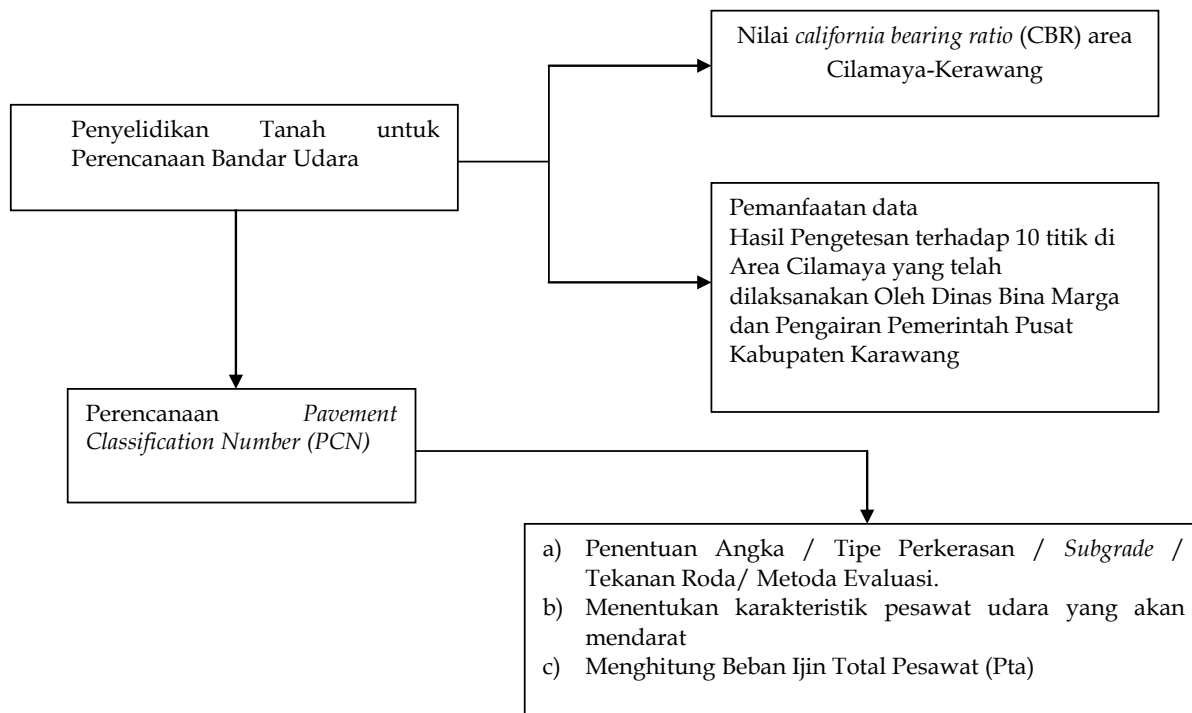 Nilai california bearing ratio (CBR) area
Cilamaya-Kerawang
Penyelidikan Tanah untuk
Perencanaan Bandar Udara
Pemanfaatan data
Hasil Pengetesan terhadap 10 titik di
Area Cilamaya yang telah
dilaksanakan Oleh Dinas Bina Marga
dan Pengairan Pemerintah Pusat
Kabupaten Karawang
Perencanaan Pavement
Classification Number (PCN)
a) Penentuan Angka / Tipe Perkerasan / Subgrade /
Tekanan Roda/ Metoda Evaluasi.
b) Menentukan karakteristik pesawat udara yang akan
mendarat
c) Menghitung Beban Ijin Total Pesawat (Pta)